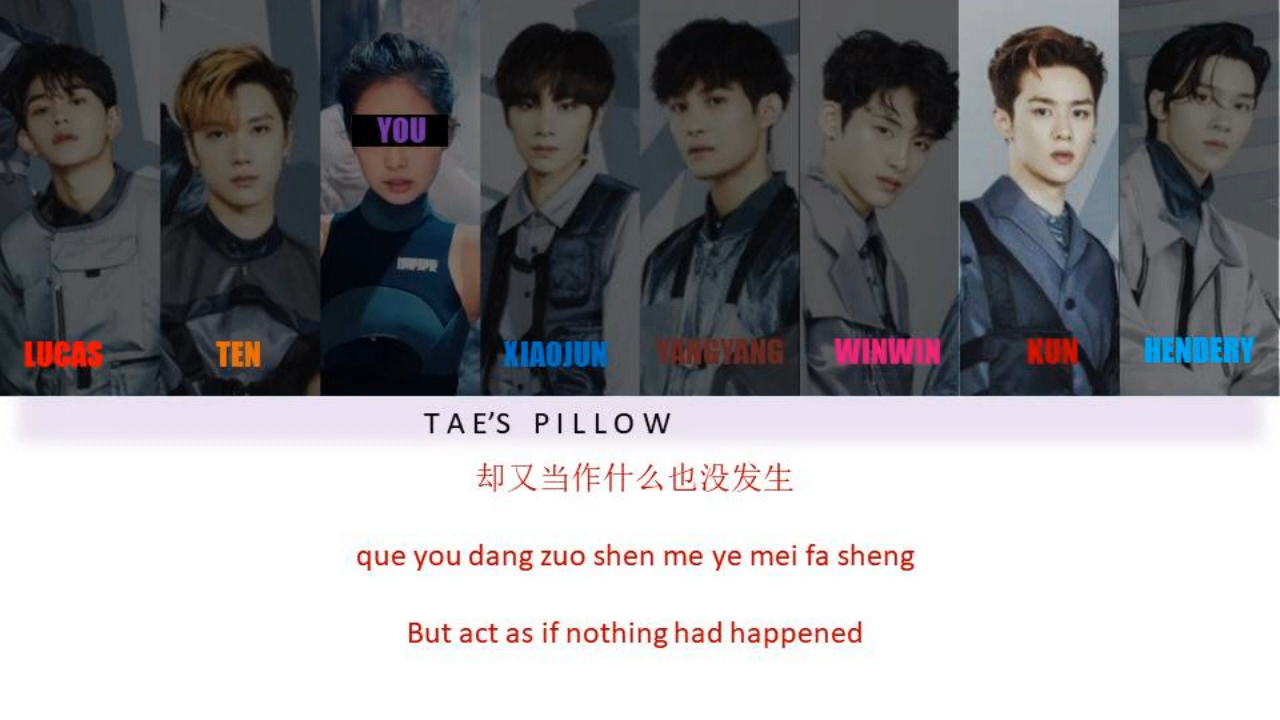 YOU
LUCAS
TEN
XIAOJUN
YANGYANG
WINWIN
KUN
HENDERY
TAE'S PILLOW
却又当作什么也没发生
que you dang zuo shen me ye mei fa sheng
But act as if nothing had happened